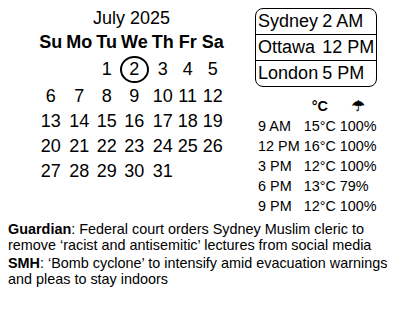 July 2025
Su Mo Tu We Th Fr Sa
1 2 3 4 5
6 7 8 9 10 11 12
13 14 15 16 17 18 19
20 21 22 23 24 25 26
27 28 29 30 31
Sydney 2 AM
Ottawa 12 PM
London 5 PM
°C ☂
9 AM 15°C 100%
12 PM 16°C 100%
3 PM 12°C 100%
6 PM 13°C 79%
9 PM 12°C 100%
Guardian: Federal court orders Sydney Muslim cleric to
remove ‘racist and antisemitic’ lectures from social media
SMH: ‘Bomb cyclone’ to intensify amid evacuation warnings
and pleas to stay indoors